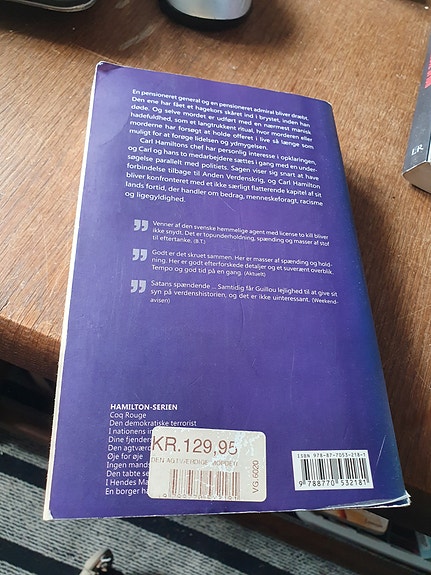 En pensioneret general og en pensioneret admiral bliver dræbt.
Den ene har fået et hagekors skåret ind i brystet, inden han
døde. Og selve mordet er udført med en nærmest manisk
hadefuldhed, som et langtrukkent ritual, hvor morderen eller
morderne har forsøgt at holde offeret i live så længe som
muligt for at forøge lidelsen og ydmygelsen.
Carl Hamiltons chef har personlig interesse i opklaringen,
og Carl og hans to medarbejdere sættes i gang med en under-
søgelse parallelt med politiets. Sagen viser sig snart at have
forbindelse tilbage til Anden Verdenskrig, og Carl Hamilton
bliver konfronteret med et ikke særligt flatterende kapitel af sit
lands fortid, der handler om bedrag, menneskeforagt, racisme
og ligegyldighed.
Venner af den svenske hemmelige agent med license to kill bliver
ikke snydt. Det er topunderholdning, spænding og masser af stof
til eftertanke. (B.T.)
Godt er det skruet sammen. Her er masser af spænding og hold-
ning. Her er godt efterforskede detaljer og et suverænt overblik.
Tempo og god tid på en gang. (Aktuelt)
Satans spændende ... Samtidig får Guillou lejlighed til at give sit
syn på verdenshistorien, og det er ikke uinteressant. (Weekend-
avisen)
HAMILTON-SERIEN
Coq Rouge
Den demokratiske terrorist
I nationens in
Dine fjenders
Den agtvær
Øje for øje
Ingen mands
Den tabte se
I Hendes Ma
En borger ha
KR.129,95
DEN AGTVÆRDIGE MORDER
VG.6020
ISBN 978-87-7053-218-1
9 788770 532181